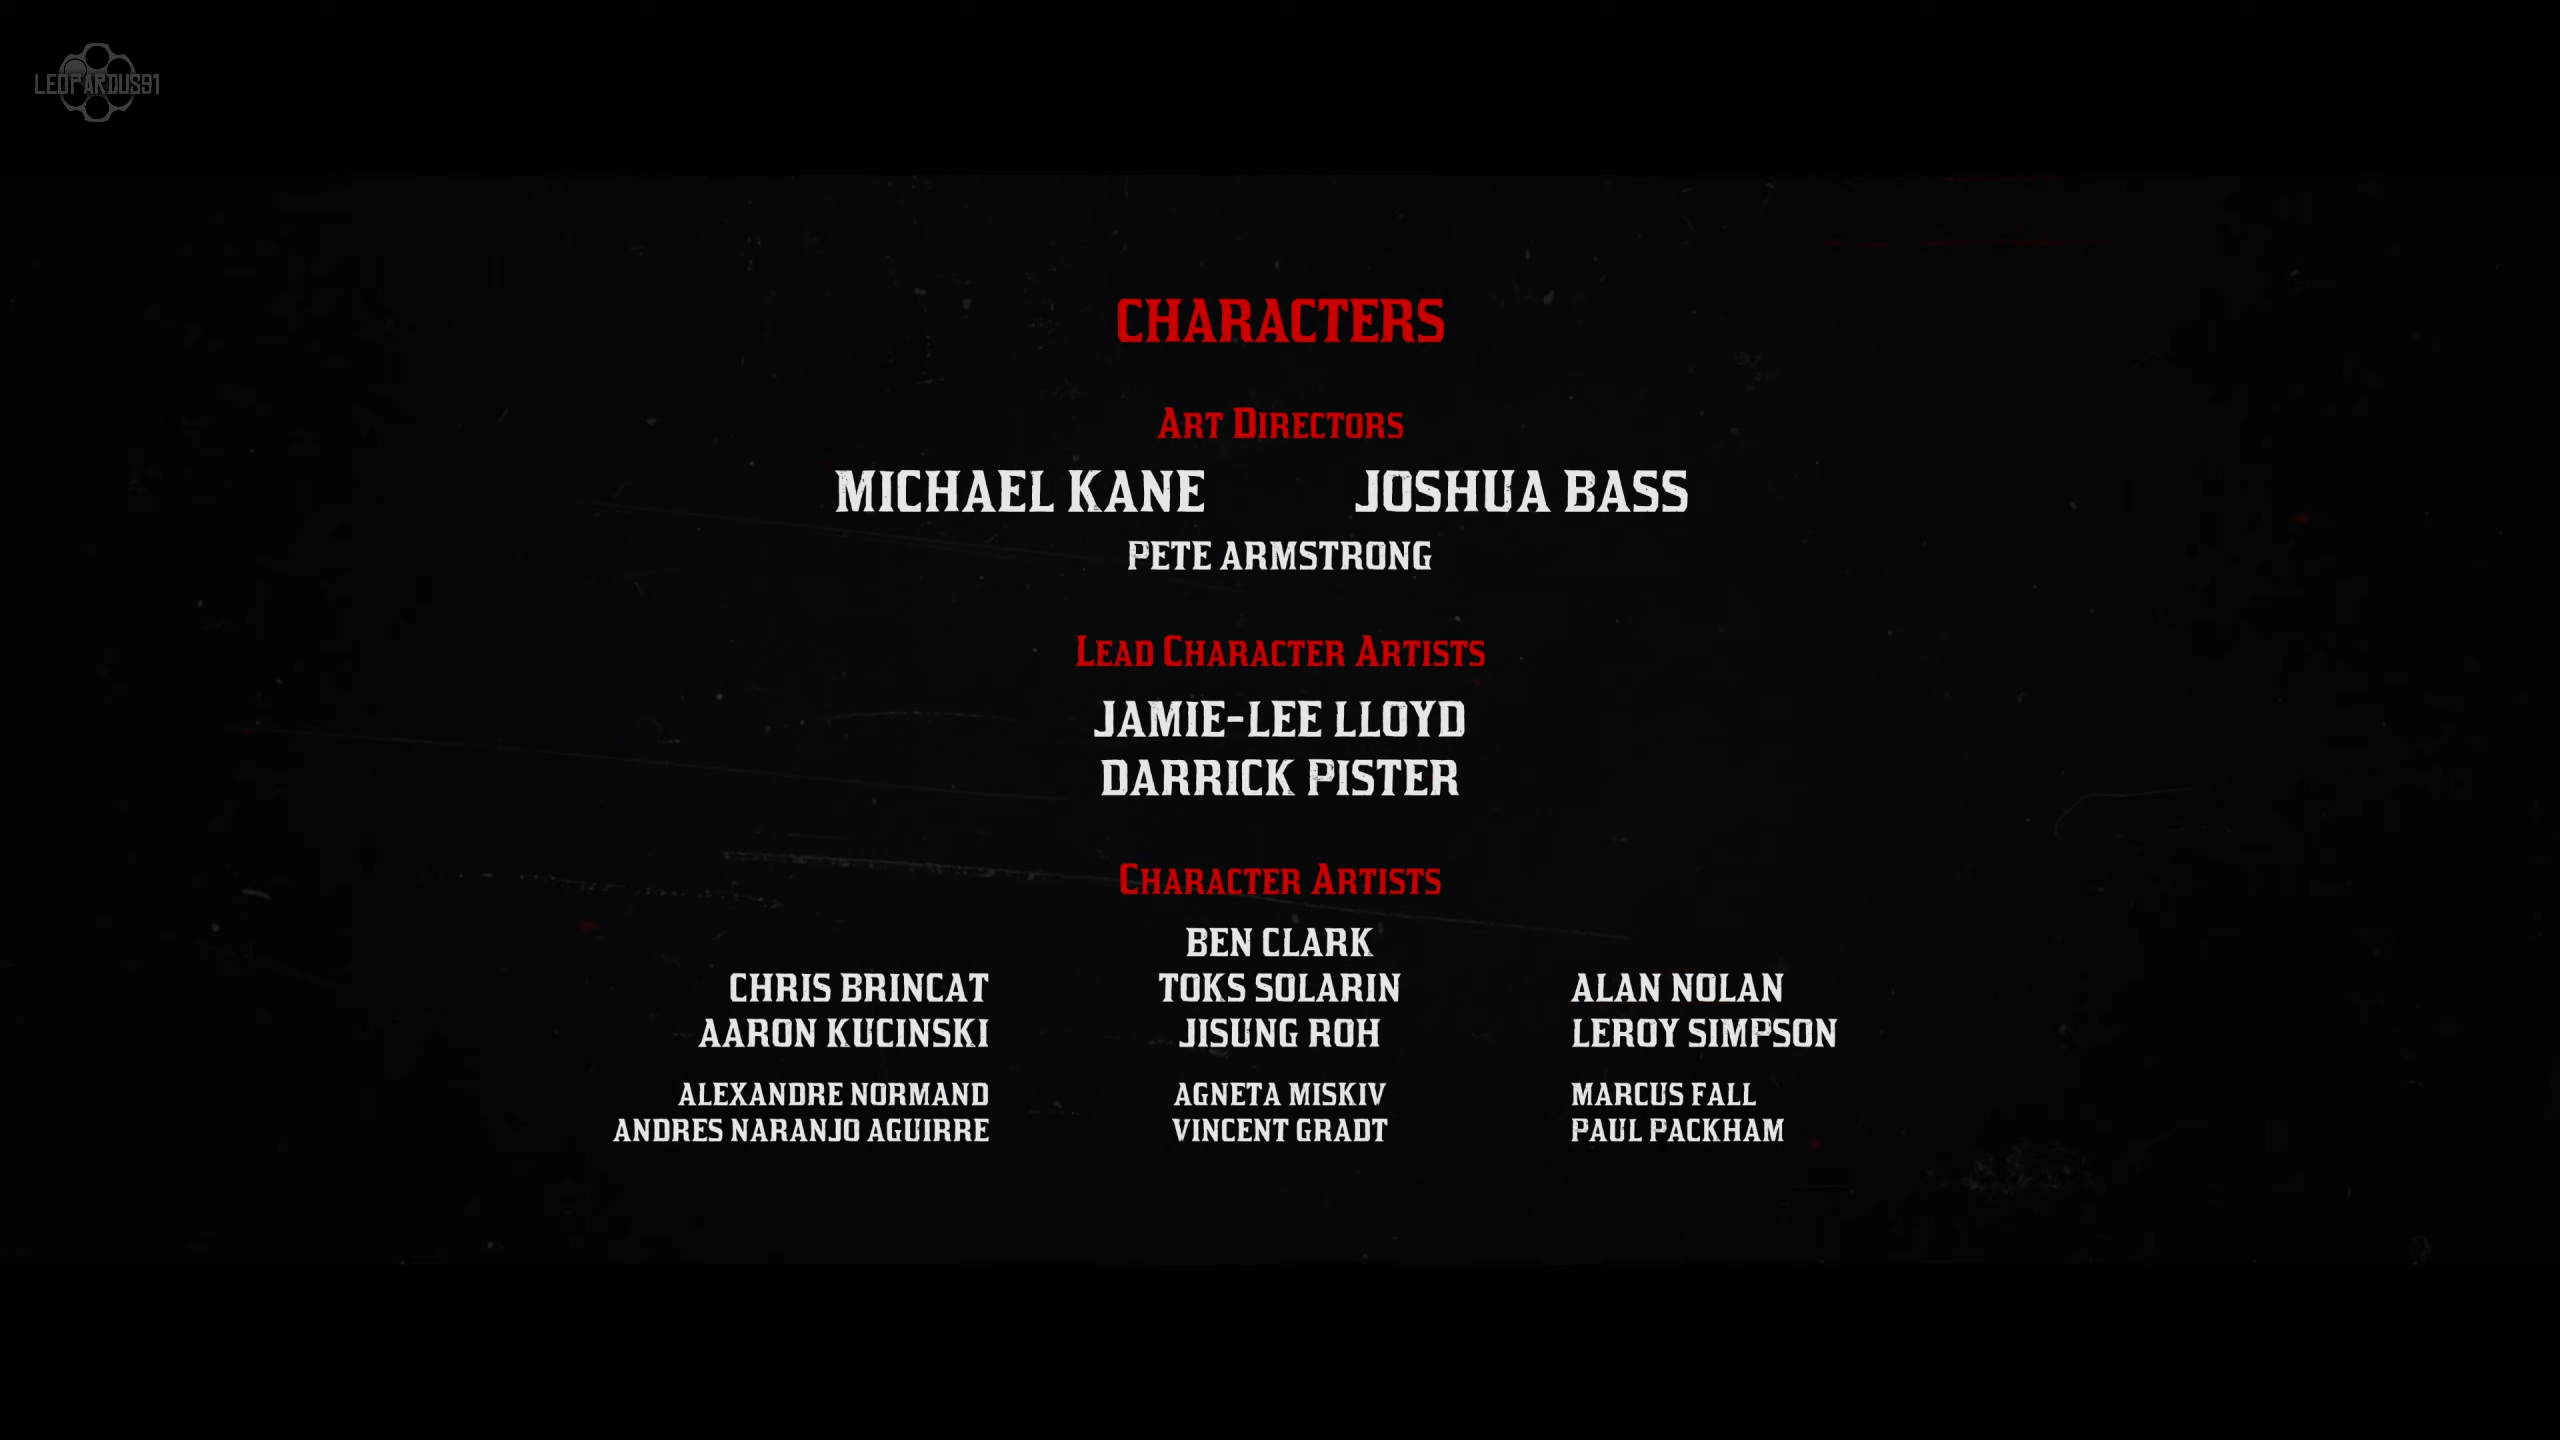 LEOPARDUS91
CHARACTERS
ART DIRECTORS
MICHAEL KANE JOSHUA BASS
PETE ARMSTRONG
LEAD CHARACTER ARTISTS
JAMIE-LEE LLOYD
DARRICK PISTER
CHARACTER ARTISTS
BEN CLARK
CHRIS BRINCAT TOKS SOLARIN ALAN NOLAN
AARON KUCINSKI JISUNG ROH LEROY SIMPSON
ALEXANDRE NORMAND AGNETA MISKIV MARCUS FALL
ANDRES NARANJO AGUIRRE VINCENT GRADT PAUL PACKHAM